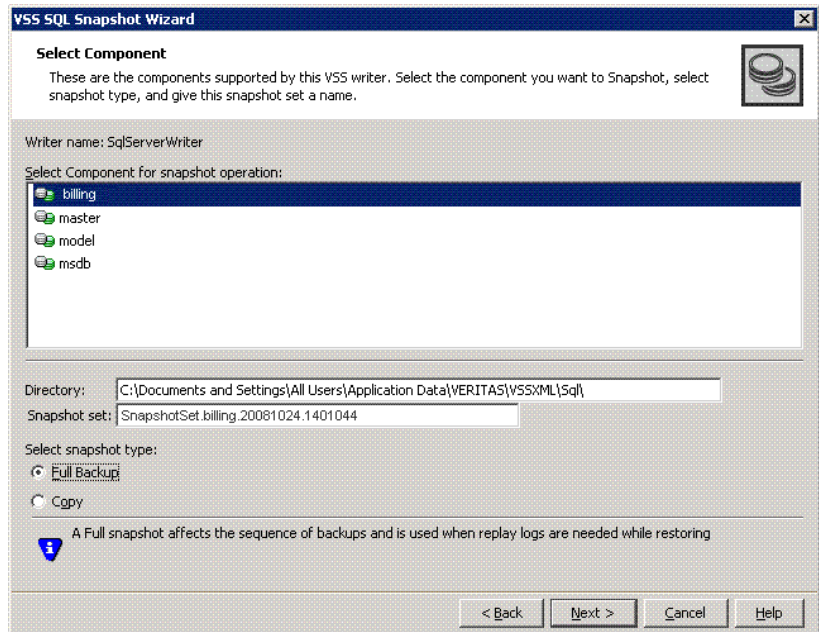 VSS SQL Snapshot Wizard
Select Component
These are the components supported by this VSS writer. Select the component you want to Snapshot, select
snapshot type, and give this snapshot set a name.
Writer name: SqlServerWriter
Select Component for snapshot operation:
billing
master
model
msdb
Directory: C:\Documents and Settings\All Users\Application Data\VERITAS\VSSXML\Sql\
Snapshot set: SnapshotSet.billing.20081024.1401044
Select snapshot type:
Full Backup
Copy
A Full snapshot affects the sequence of backups and is used when replay logs are needed while restoring
< Back Next > Cancel Help